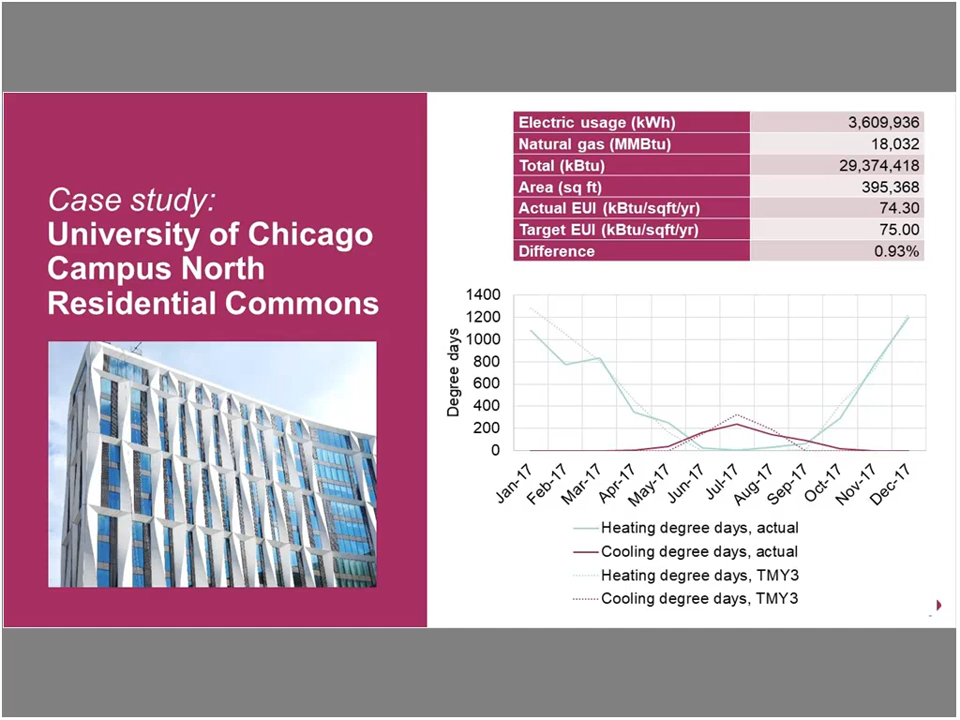 Case study:
University of Chicago
Campus North
Residential Commons
Electric usage (kWh) 3,609,936
Natural gas (MMBtu) 18,032
Total (kBtu) 29,374,418
Area (sq ft) 395,368
Actual EUI (kBtu/sqft/yr) 74.30
Target EUI (kBtu/sqft/yr) 75.00
Difference 0.93%
1400
1200
1000
800
600
400
200
0
Degree days
Jan-17 Feb-17 Mar-17 Apr-17 May-17 Jun-17 Jul-17 Aug-17 Sep-17 Oct-17 Nov-17 Dec-17
Heating degree days, actual
Cooling degree days, actual
Heating degree days, TMY3
Cooling degree days, TMY3